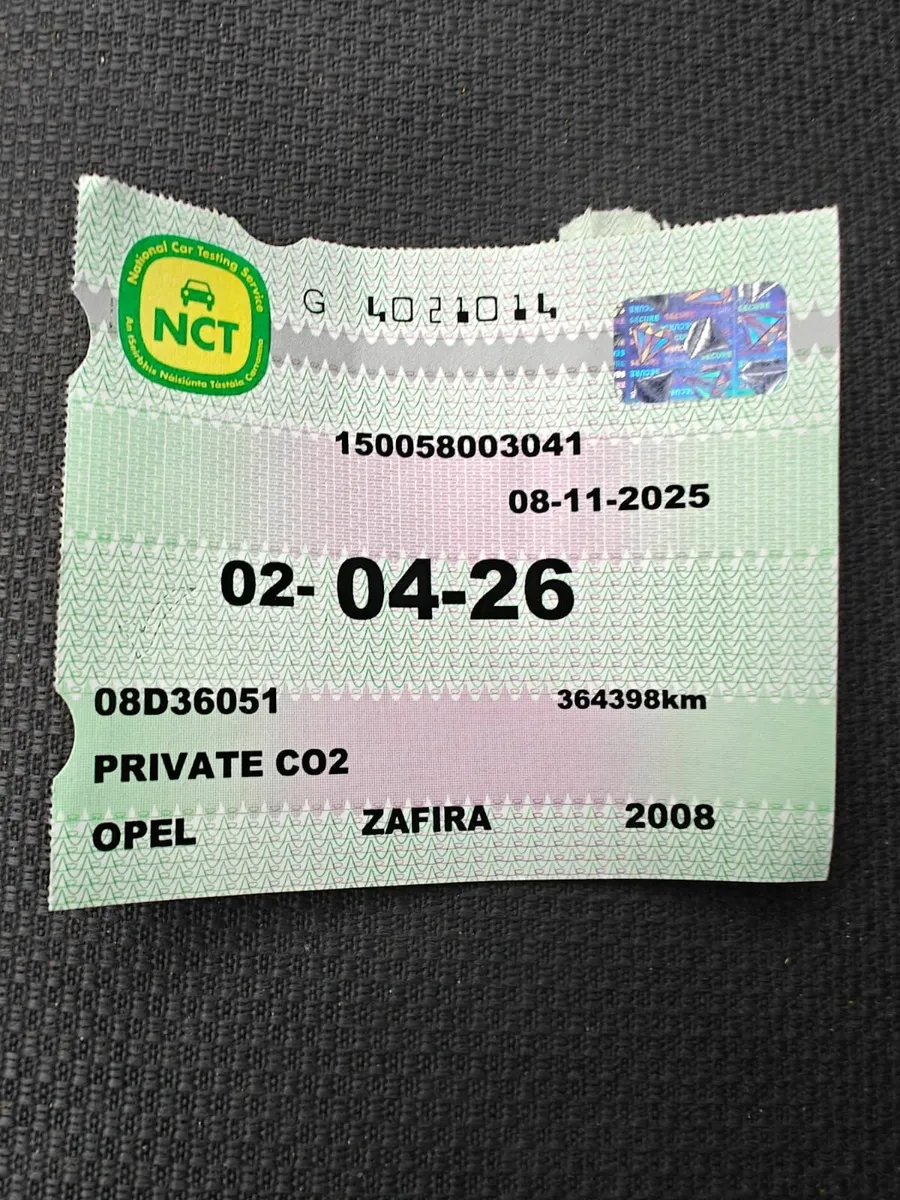 National Car Testing Service
NCT
An tSeirbhís Náisiúnta Tástála Carranna
G 4021014
SECURE
150058003041
08-11-2025
02-04-26
08D36051 364398km
PRIVATE CO2
OPEL ZAFIRA 2008